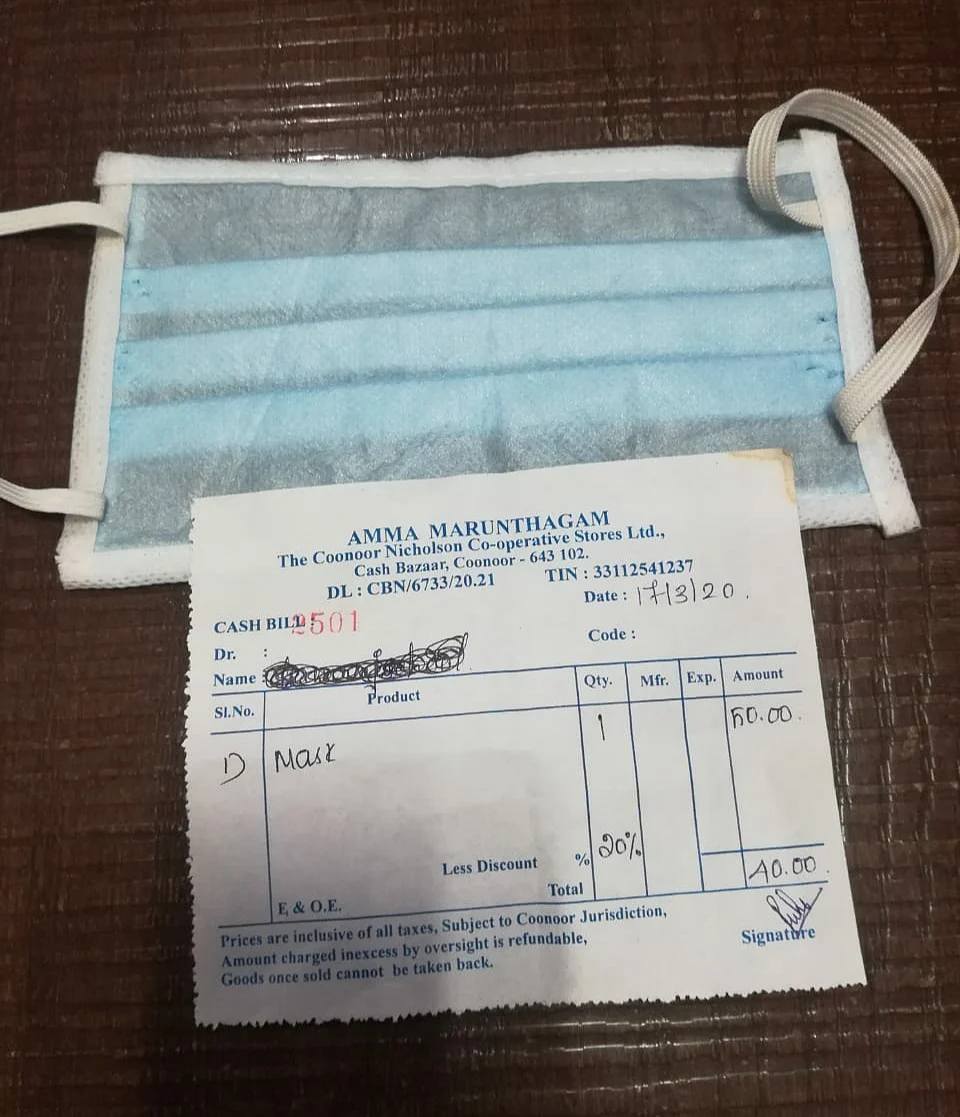 AMMA MARUNTHAGAM
The Coonoor Nicholson Co-operative Stores Ltd.,
Cash Bazaar, Coonoor - 643 102.
DL : CBN/6733/20.21 TIN : 33112541237
Date : 17/3/20.
CASH BILL : 2501
Code :
Dr. :
Name :
Sl.No. Product Qty. Mfr. Exp. Amount
1) Mask 1 50.00.
Less Discount % 20%
Total 40.00.
E & O.E.
Prices are inclusive of all taxes, Subject to Coonoor Jurisdiction,
Amount charged inexcess by oversight is refundable,
Goods once sold cannot be taken back.
Signature